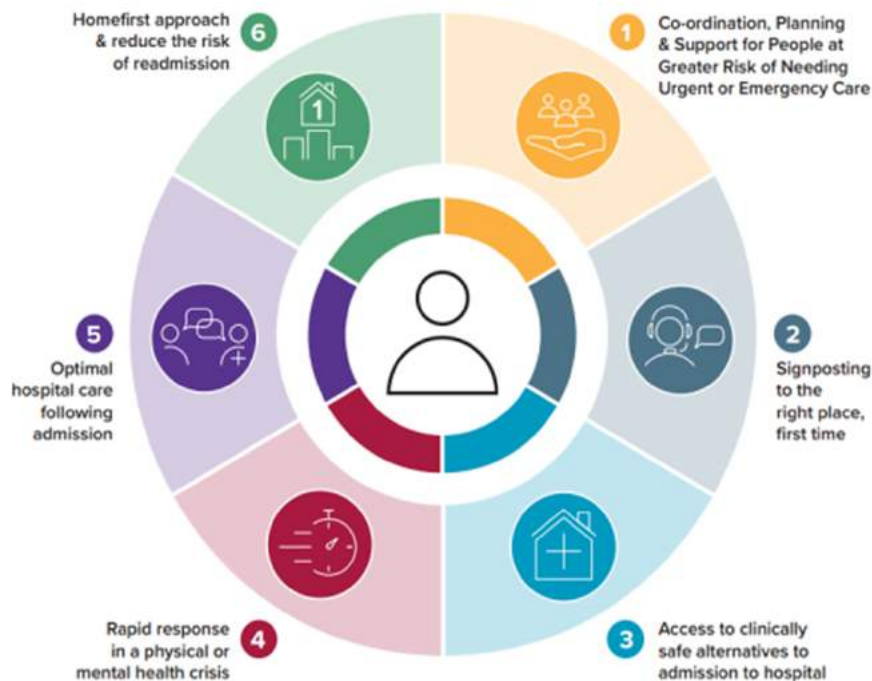 Homefirst approach
& reduce the risk
of readmission
6
1
1
Co-ordination, Planning
& Support for People at
Greater Risk of Needing
Urgent or Emergency Care
5
Optimal
hospital care
following
admission
2
Signposting
to the
right place,
first time
Rapid response
in a physical or
mental health crisis
4
3
Access to clinically
safe alternatives to
admission to hospital